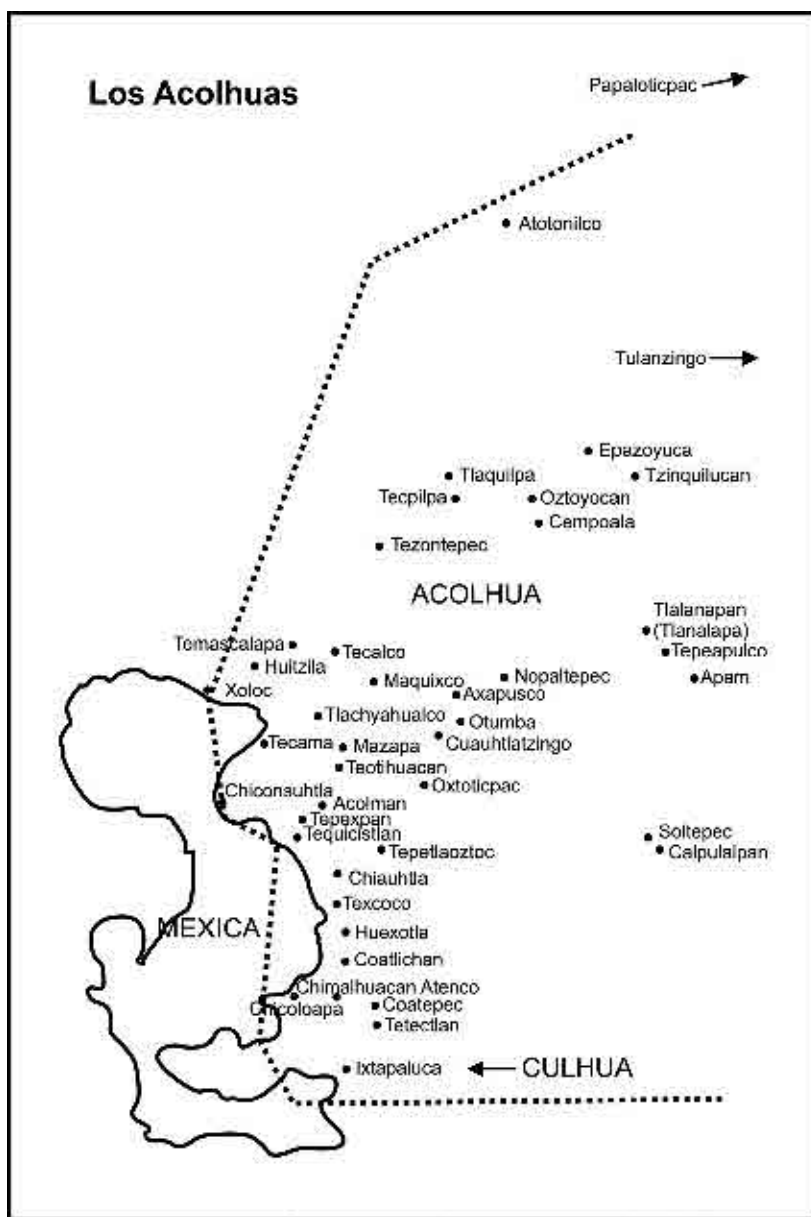 Los Acolhuas
Papaloticpac
Atotonilco
Tulanzingo
Epazoyuca
Tlaquilpa
Tzinquilucan
Tecpilpa
Oztoyocan
Cempoala
Tezontepec
ACOLHUA
Tlalanapan
(Tlanalapa)
Temascalapa
Tecalco
Tepeapulco
Huitzila
Maquixco
Nopaltepec
Apam
Xoloc
Axapusco
Tlachyahualco
Otumba
Tecama
Mazapa
Cuauhtlatzingo
Teotihuacan
Oxtoticpac
Chiconauhtla
Acolman
Tepexpan
Tequicistlan
Soltepec
Tepetlaoztoc
Calpulalpan
Chiauhtla
Texcoco
MEXICA
Huexotla
Coatlichan
Chimalhuacan Atenco
Chicoloapa
Coatepec
Tetectlan
Ixtapaluca
CULHUA